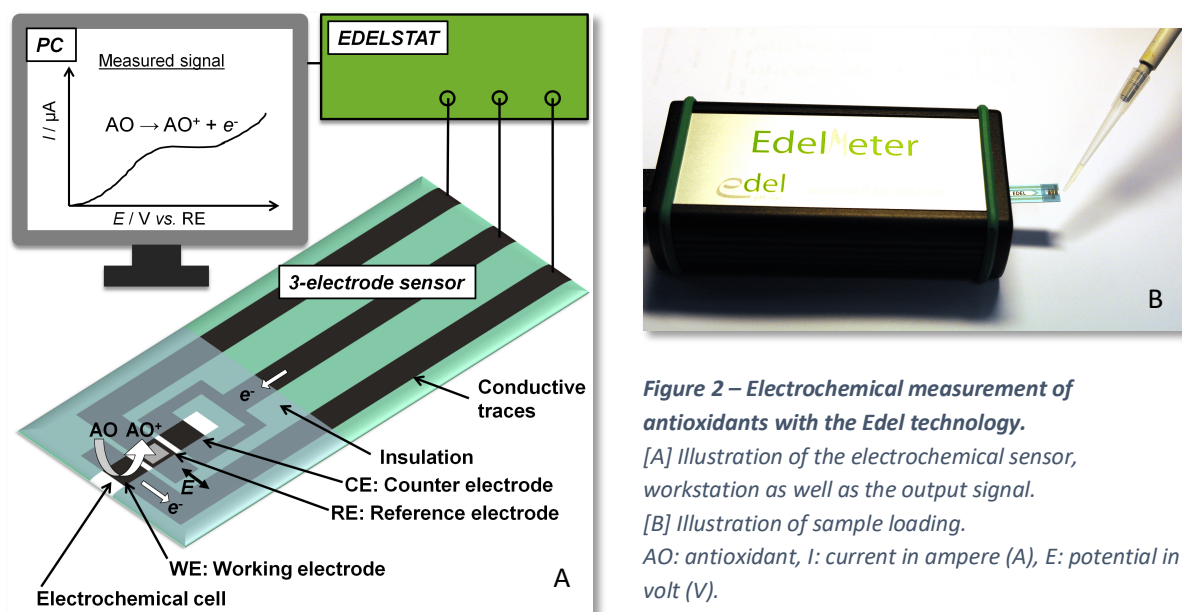 PC
Measured signal
I / µA
AO → AO⁺ + e⁻
E / V vs. RE
EDELSTAT
3-electrode sensor
e⁻
Conductive
traces
AO AO⁺
Insulation
E
CE: Counter electrode
e⁻
RE: Reference electrode
WE: Working electrode
Electrochemical cell
A
EdelMeter
edel
EDEL
B
Figure 2 – Electrochemical measurement of
antioxidants with the Edel technology.
[A] Illustration of the electrochemical sensor,
workstation as well as the output signal.
[B] Illustration of sample loading.
AO: antioxidant, I: current in ampere (A), E: potential in
volt (V).